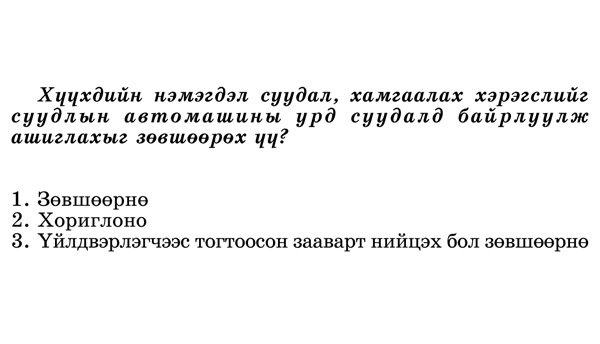 Хүүхдийн нэмэгдэл суудал, хамгаалах хэрэгслийг
суудлын автомашины урд суудалд байрлуулж
ашиглахыг зөвшөөрөх үү?
1. Зөвшөөрнө
2. Хориглоно
3. Үйлдвэрлэгчээс тогтоосон зааварт нийцэх бол зөвшөөрнө